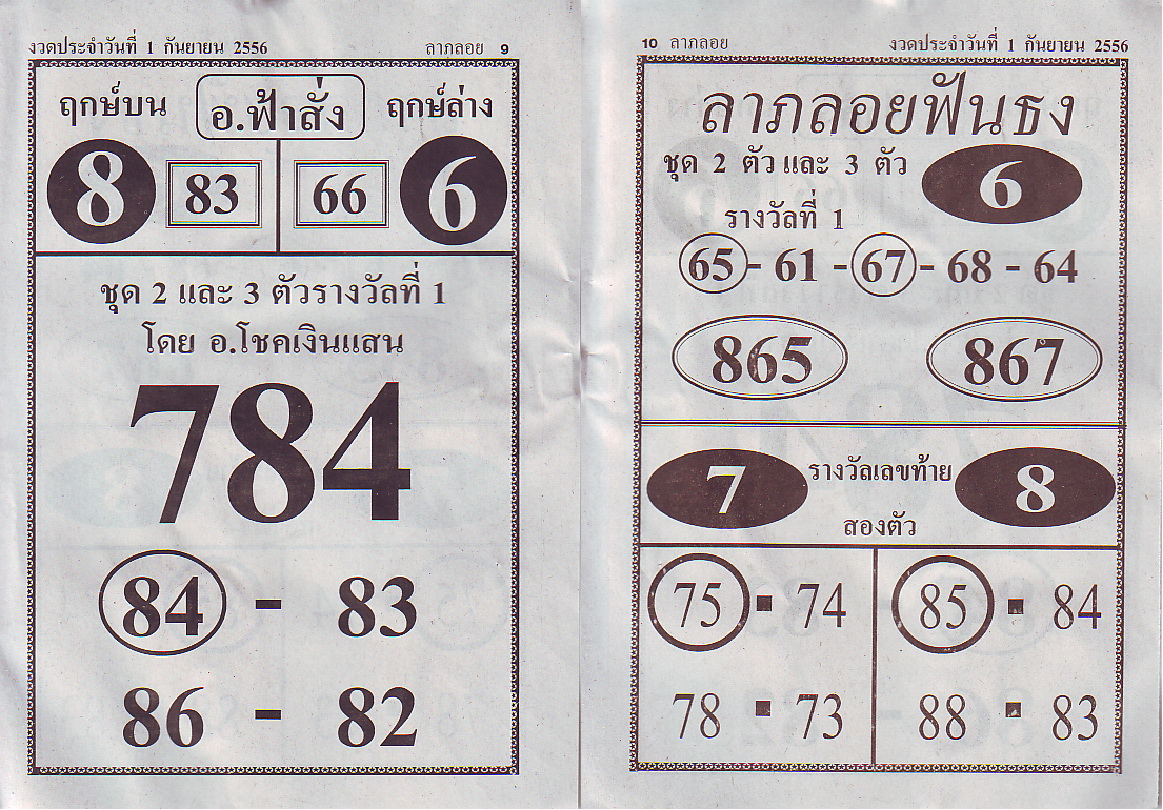 งวดประจำวันที่ 1 กันยายน 2556 ลาภลอย 9
ฤกษ์บน อ.ฟ้าสั่ง ฤกษ์ล่าง
8 83 66 6
ชุด 2 และ 3 ตัวรางวัลที่ 1
โดย อ.โชคเงินแสน
784
84 - 83
86 - 82
10 ลาภลอย งวดประจำวันที่ 1 กันยายน 2556
ลาภลอยฟันธง
ชุด 2 ตัวและ 3 ตัว 6
รางวัลที่ 1
65 - 61 - 67 - 68 - 64
865 867
7 รางวัลเลขท้าย 8
สองตัว
75 - 74 85 - 84
78 - 73 88 - 83